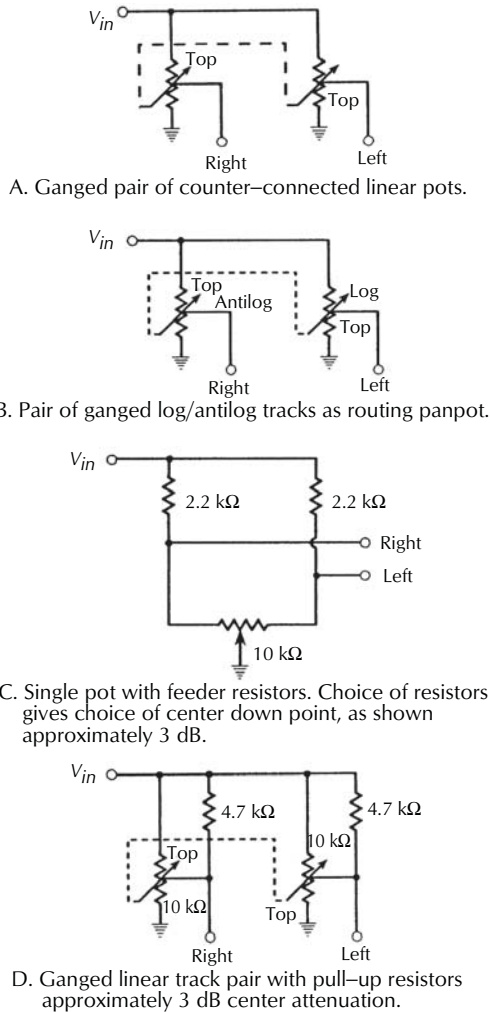 Vin
Top
Top
Right
Left
A. Ganged pair of counter–connected linear pots.
Vin
Top
Antilog
Log
Top
Right
Left
B. Pair of ganged log/antilog tracks as routing panpot.
Vin
2.2 kΩ
2.2 kΩ
Right
Left
10 kΩ
C. Single pot with feeder resistors. Choice of resistors
gives choice of center down point, as shown
approximately 3 dB.
Vin
4.7 kΩ
4.7 kΩ
Top
10 kΩ
10 kΩ
Top
Right
Left
D. Ganged linear track pair with pull–up resistors
approximately 3 dB center attenuation.